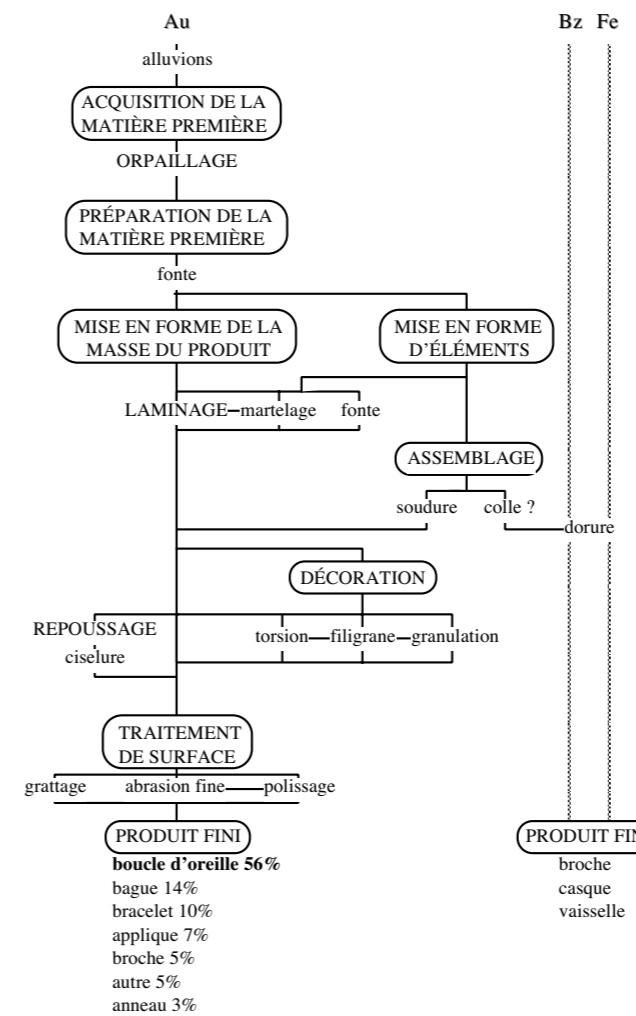 Au
Bz Fe
alluvions
ACQUISITION DE LA
MATIÈRE PREMIÈRE
ORPAILLAGE
PRÉPARATION DE LA
MATIÈRE PREMIÈRE
fonte
MISE EN FORME DE LA
MASSE DU PRODUIT
MISE EN FORME
D'ÉLÉMENTS
LAMINAGE martelage fonte
ASSEMBLAGE
soudure colle ?
dorure
DÉCORATION
REPOUSSAGE
ciselure
torsion filigrane granulation
TRAITEMENT
DE SURFACE
grattage abrasion fine polissage
PRODUIT FINI
boucle d'oreille 56%
bague 14%
bracelet 10%
applique 7%
broche 5%
autre 5%
anneau 3%
PRODUIT FIN
broche
casque
vaisselle